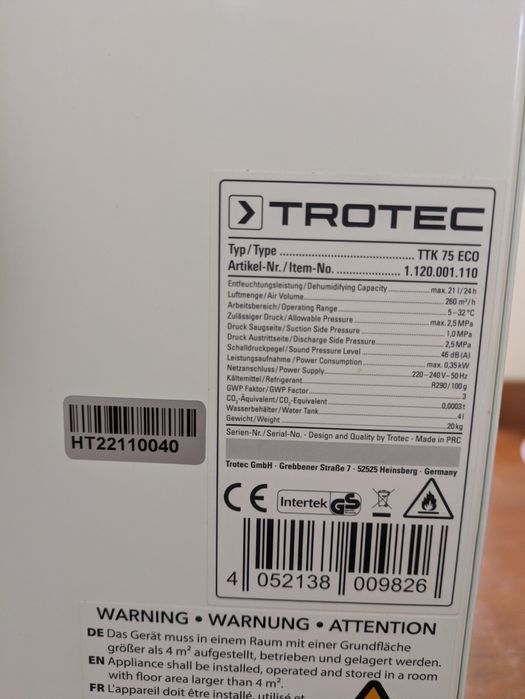 TROTEC
Typ/Type ........................................ TTK 75 ECO
Artikel-Nr./Item-No. ................... 1.120.001.110
Entfeuchtungsleistung/Dehumidifying Capacity ............ max. 21 l/24 h
Luftmenge/Air Volume ............ 260 m³/h
Arbeitsbereich/Operating Range ............ 5–32°C
Zulässiger Druck/Allowable Pressure ............ max. 2,5 MPa
Druck Saugseite/Suction Side Pressure ............ 1,0 MPa
Druck Austrittseite/Discharge Side Pressure ............ 2,5 MPa
Schalldruckpegel/Sound Pressure Level ............ 46 dB (A)
Leistungsaufnahme/Power Consumption ............ max. 0,35 kW
Netzanschluss/Power Supply ............ 220–240 V~50 Hz
Kältemittel/Refrigerant ............ R290/100 g
GWP Faktor/GWP Factor ............ 3
CO₂-Äquivalent/CO₂-Equivalent ............ 0,0003 t
Wasserbehälter/Water Tank ............ 4 l
Gewicht/Weight ............ 20 kg
Serien-Nr./Serial-No. - Design and Quality by Trotec - Made in PRC
HT22110040
Trotec GmbH · Grebbener Straße 7 · 52525 Heinsberg · Germany
CE Intertek GS
4 052138 009826
WARNING • WARNUNG • ATTENTION
DE Das Gerät muss in einem Raum mit einer Grundfläche
größer als 4 m² aufgestellt, betrieben und gelagert werden.
EN Appliance shall be installed, operated and stored in a room
with floor area larger than 4 m².
FR L'appareil doit être installé, utilisé et